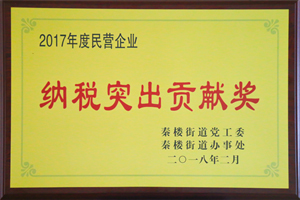 2017年度民营企业
纳税突出贡献奖
秦楼街道党工委
秦楼街道办事处
二〇一八年二月